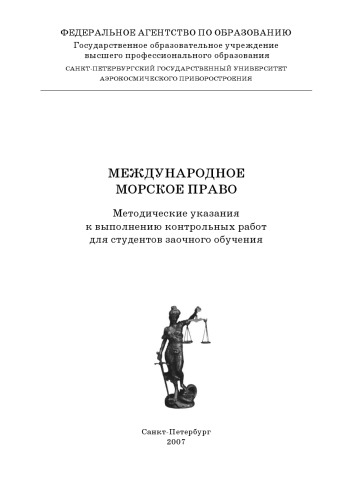 ФЕДЕРАЛЬНОЕ АГЕНТСТВО ПО ОБРАЗОВАНИЮ
Государственное образовательное учреждение
высшего профессионального образования
САНКТ-ПЕТЕРБУРГСКИЙ ГОСУДАРСТВЕННЫЙ УНИВЕРСИТЕТ
АЭРОКОСМИЧЕСКОГО ПРИБОРОСТРОЕНИЯ
МЕЖДУНАРОДНОЕ
МОРСКОЕ ПРАВО
Методические указания
к выполнению контрольных работ
для студентов заочного обучения
Санкт-Петербург
2007